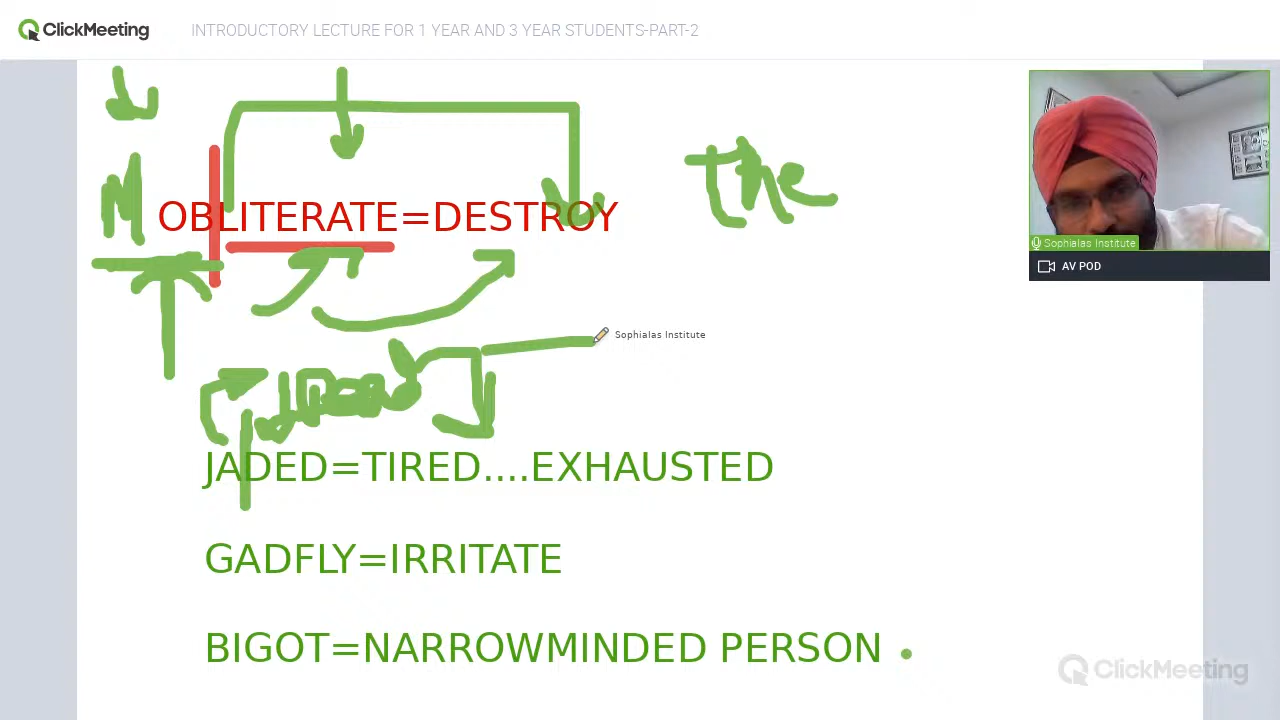 ClickMeeting
INTRODUCTORY LECTURE FOR 1 YEAR AND 3 YEAR STUDENTS-PART-2
the
OBLITERATE=DESTROY
Sophialas Institute
AV POD
Sophialas Institute
JADED=TIRED....EXHAUSTED
GADFLY=IRRITATE
BIGOT=NARROWMINDED PERSON
ClickMeeting